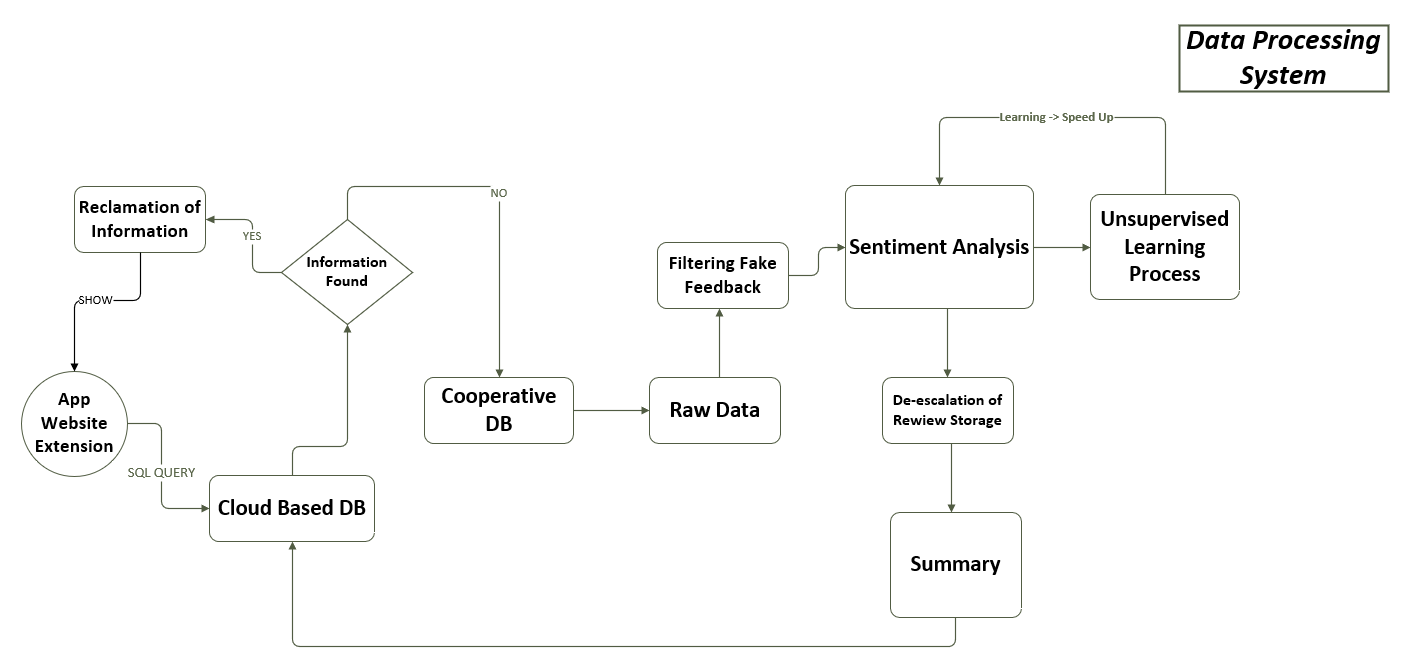 Data Processing
System
Learning -> Speed Up
Reclamation of
Information
NO
YES
Information
Found
SHOW
Filtering Fake
Feedback
Sentiment Analysis
Unsupervised
Learning
Process
App
Website
Extension
SQL QUERY
Cloud Based DB
Cooperative
DB
Raw Data
De-escalation of
Rewiew Storage
Summary